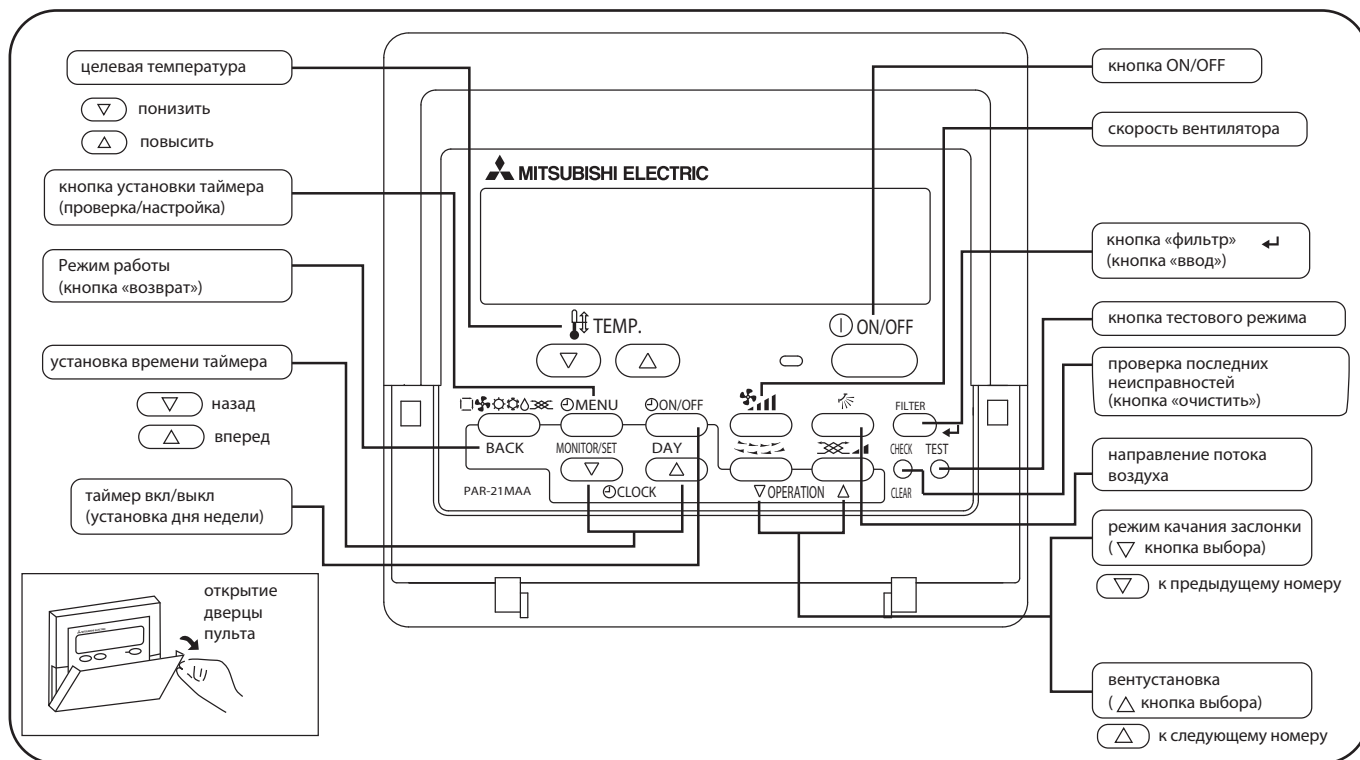 целевая температура
▽ понизить
△ повысить
кнопка установки таймера
(проверка/настройка)
Режим работы
(кнопка «возврат»)
установка времени таймера
▽ назад
△ вперед
таймер вкл/выкл
(установка дня недели)
открытие
дверцы
пульта
MITSUBISHI ELECTRIC
TEMP.
ON/OFF
▽ △
MENU
ON/OFF
FILTER
BACK
MONITOR/SET
DAY
CHECK
TEST
▽ △
PAR-21MAA
CLOCK
▽ OPERATION △
CLEAR
кнопка ON/OFF
скорость вентилятора
кнопка «фильтр» ↵
(кнопка «ввод»)
кнопка тестового режима
проверка последних
неисправностей
(кнопка «очистить»)
направление потока
воздуха
режим качания заслонки
( ▽ кнопка выбора)
▽ к предыдущему номеру
вентустановка
( △ кнопка выбора)
△ к следующему номеру